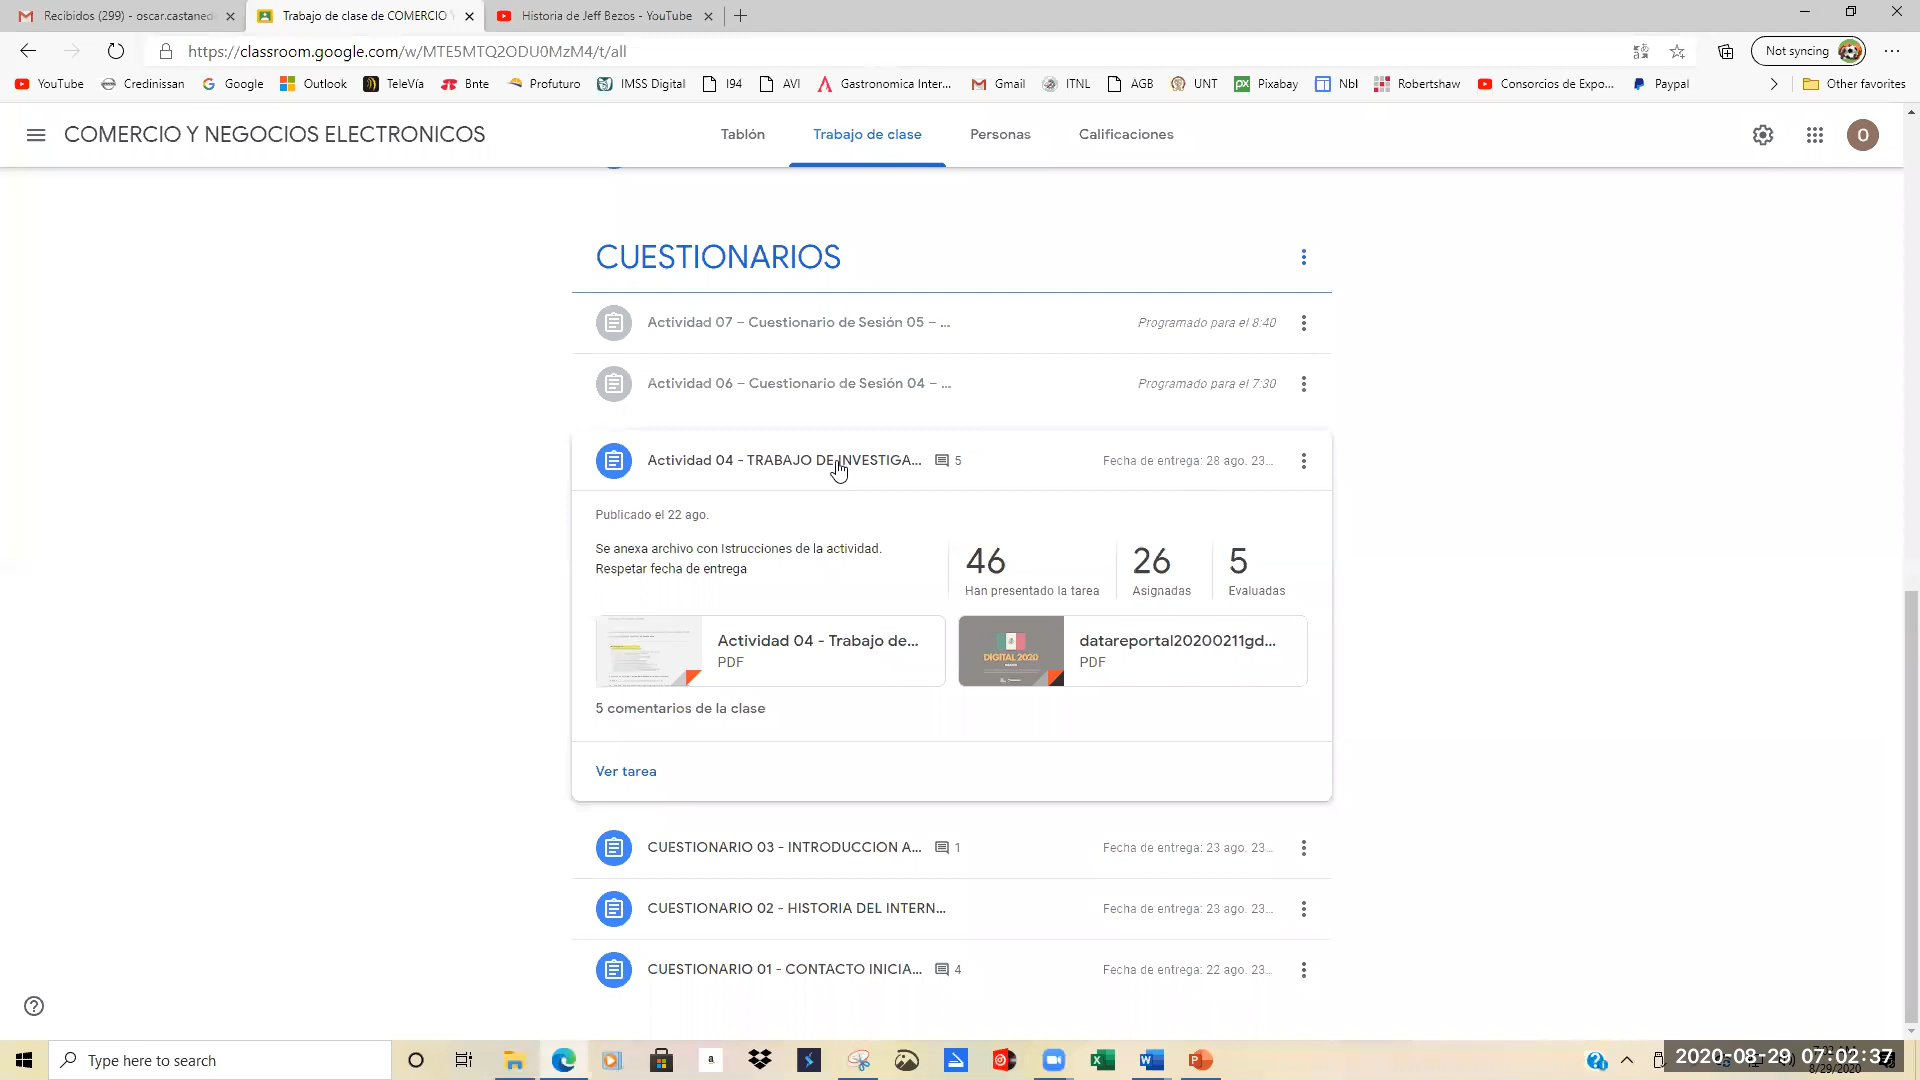 Recibidos (299) - oscar.castaned
Trabajo de clase de COMERCIO Y
Historia de Jeff Bezos - YouTube
https://classroom.google.com/w/MTE5MTQ2ODU0MzM4/t/all
Not syncing
YouTube
Credinissan
Google
Outlook
TeleVía
Bnte
Profuturo
IMSS Digital
I94
AVI
Gastronomica Inter...
Gmail
ITNL
AGB
UNT
Pixabay
Nbl
Robertshaw
Consorcios de Expo...
Paypal
Other favorites
COMERCIO Y NEGOCIOS ELECTRONICOS
Tablón
Trabajo de clase
Personas
Calificaciones
O
CUESTIONARIOS
Actividad 07 – Cuestionario de Sesión 05 – ...
Programado para el 8:40
Actividad 06 – Cuestionario de Sesión 04 – ...
Programado para el 7:30
Actividad 04 - TRABAJO DE INVESTIGA...
5
Fecha de entrega: 28 ago. 23...
Publicado el 22 ago.
Se anexa archivo con Istrucciones de la actividad.
Respetar fecha de entrega
46
Han presentado la tarea
26
Asignadas
5
Evaluadas
Actividad 04 - Trabajo de...
PDF
DIGITAL 2020
datareportal20200211gd...
PDF
5 comentarios de la clase
Ver tarea
CUESTIONARIO 03 - INTRODUCCION A...
1
Fecha de entrega: 23 ago. 23...
CUESTIONARIO 02 - HISTORIA DEL INTERN...
Fecha de entrega: 23 ago. 23...
CUESTIONARIO 01 - CONTACTO INICIA...
4
Fecha de entrega: 22 ago. 23...
Type here to search
2020-08-29 07:02:37
8/29/2020